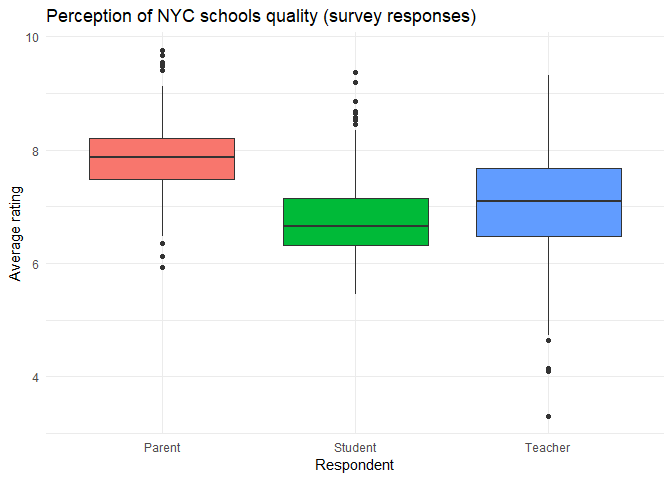 Perception of NYC schools quality (survey responses)
10
8
6
4
Average rating
Parent
Student
Teacher
Respondent